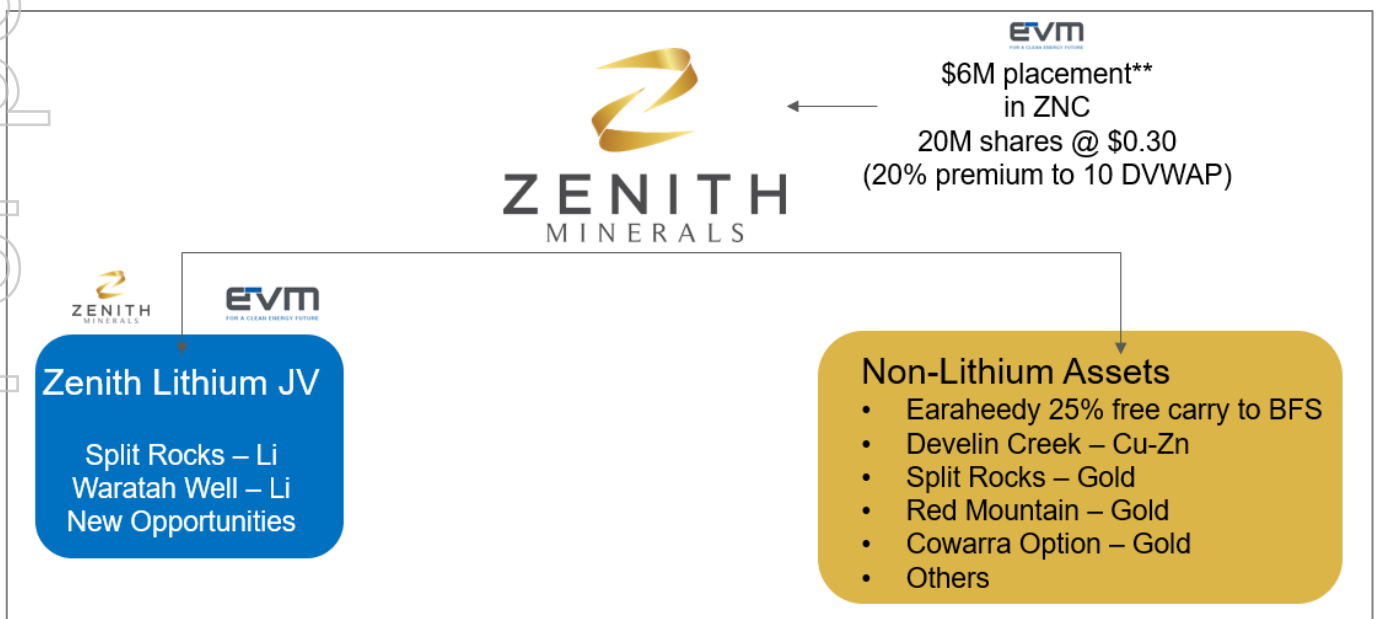 EVM
FOR A CLEAN ENERGY FUTURE
$6M placement**
in ZNC
20M shares @ $0.30
(20% premium to 10 DVWAP)
ZENITH
MINERALS
ZENITH
MINERALS
EVM
FOR A CLEAN ENERGY FUTURE
Zenith Lithium JV
Split Rocks – Li
Waratah Well – Li
New Opportunities
Non-Lithium Assets
• Earaheedy 25% free carry to BFS
• Develin Creek – Cu-Zn
• Split Rocks – Gold
• Red Mountain – Gold
• Cowarra Option – Gold
• Others